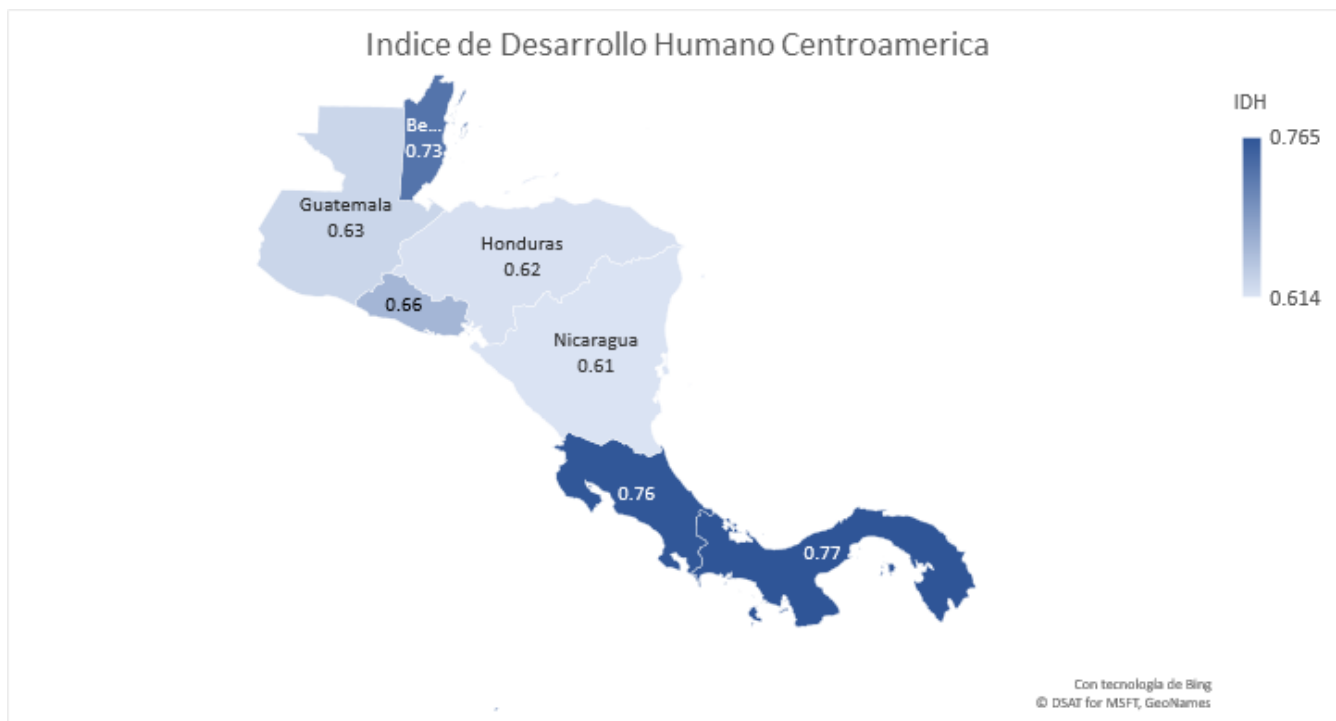 Indice de Desarrollo Humano Centroamerica
IDH
0.765
0.614
Be...
0.73
Guatemala
0.63
Honduras
0.62
0.66
Nicaragua
0.61
0.76
0.77
Con tecnología de Bing
© DSAT for MSFT, GeoNames